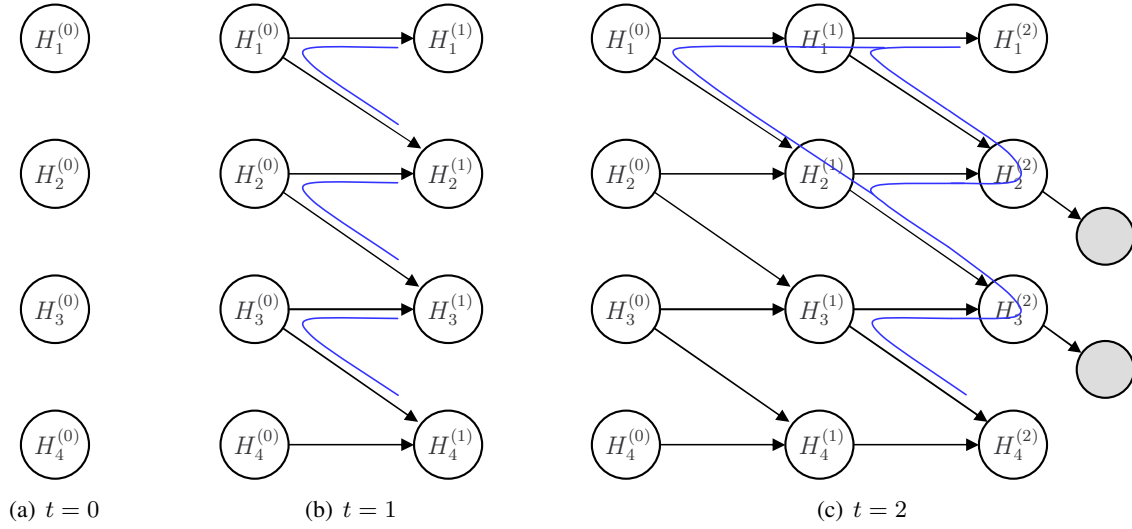 H_1^{(0)} H_1^{(0)} H_1^{(1)} H_1^{(0)} H_1^{(1)} H_1^{(2)}
H_2^{(0)} H_2^{(0)} H_2^{(1)} H_2^{(0)} H_2^{(1)} H_2^{(2)}
H_3^{(0)} H_3^{(0)} H_3^{(1)} H_3^{(0)} H_3^{(1)} H_3^{(2)}
H_4^{(0)} H_4^{(0)} H_4^{(1)} H_4^{(0)} H_4^{(1)} H_4^{(2)}
(a) t = 0 (b) t = 1 (c) t = 2